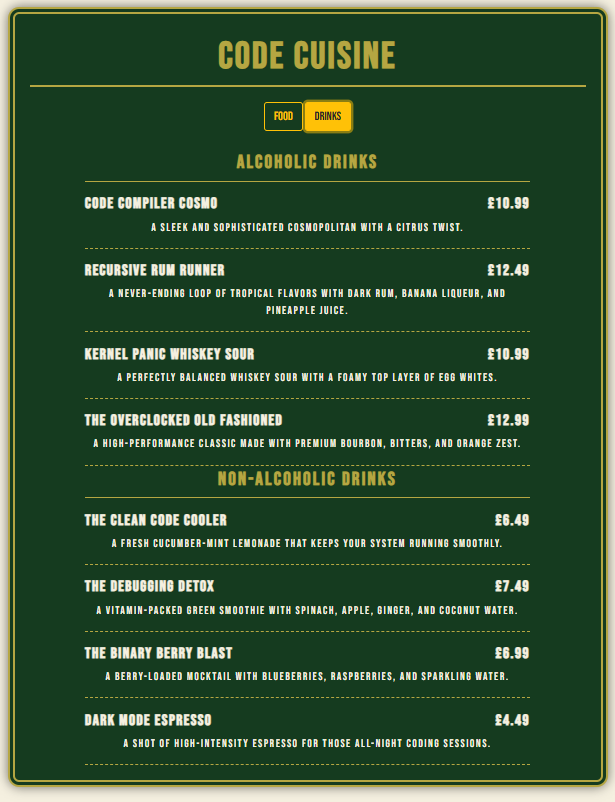 CODE CUISINE
FOOD DRINKS
ALCOHOLIC DRINKS
CODE COMPILER COSMO £10.99
A SLEEK AND SOPHISTICATED COSMOPOLITAN WITH A CITRUS TWIST.
RECURSIVE RUM RUNNER £12.49
A NEVER-ENDING LOOP OF TROPICAL FLAVORS WITH DARK RUM, BANANA LIQUEUR, AND
PINEAPPLE JUICE.
KERNEL PANIC WHISKEY SOUR £10.99
A PERFECTLY BALANCED WHISKEY SOUR WITH A FOAMY TOP LAYER OF EGG WHITES.
THE OVERCLOCKED OLD FASHIONED £12.99
A HIGH-PERFORMANCE CLASSIC MADE WITH PREMIUM BOURBON, BITTERS, AND ORANGE ZEST.
NON-ALCOHOLIC DRINKS
THE CLEAN CODE COOLER £6.49
A FRESH CUCUMBER-MINT LEMONADE THAT KEEPS YOUR SYSTEM RUNNING SMOOTHLY.
THE DEBUGGING DETOX £7.49
A VITAMIN-PACKED GREEN SMOOTHIE WITH SPINACH, APPLE, GINGER, AND COCONUT WATER.
THE BINARY BERRY BLAST £6.99
A BERRY-LOADED MOCKTAIL WITH BLUEBERRIES, RASPBERRIES, AND SPARKLING WATER.
DARK MODE ESPRESSO £4.49
A SHOT OF HIGH-INTENSITY ESPRESSO FOR THOSE ALL-NIGHT CODING SESSIONS.